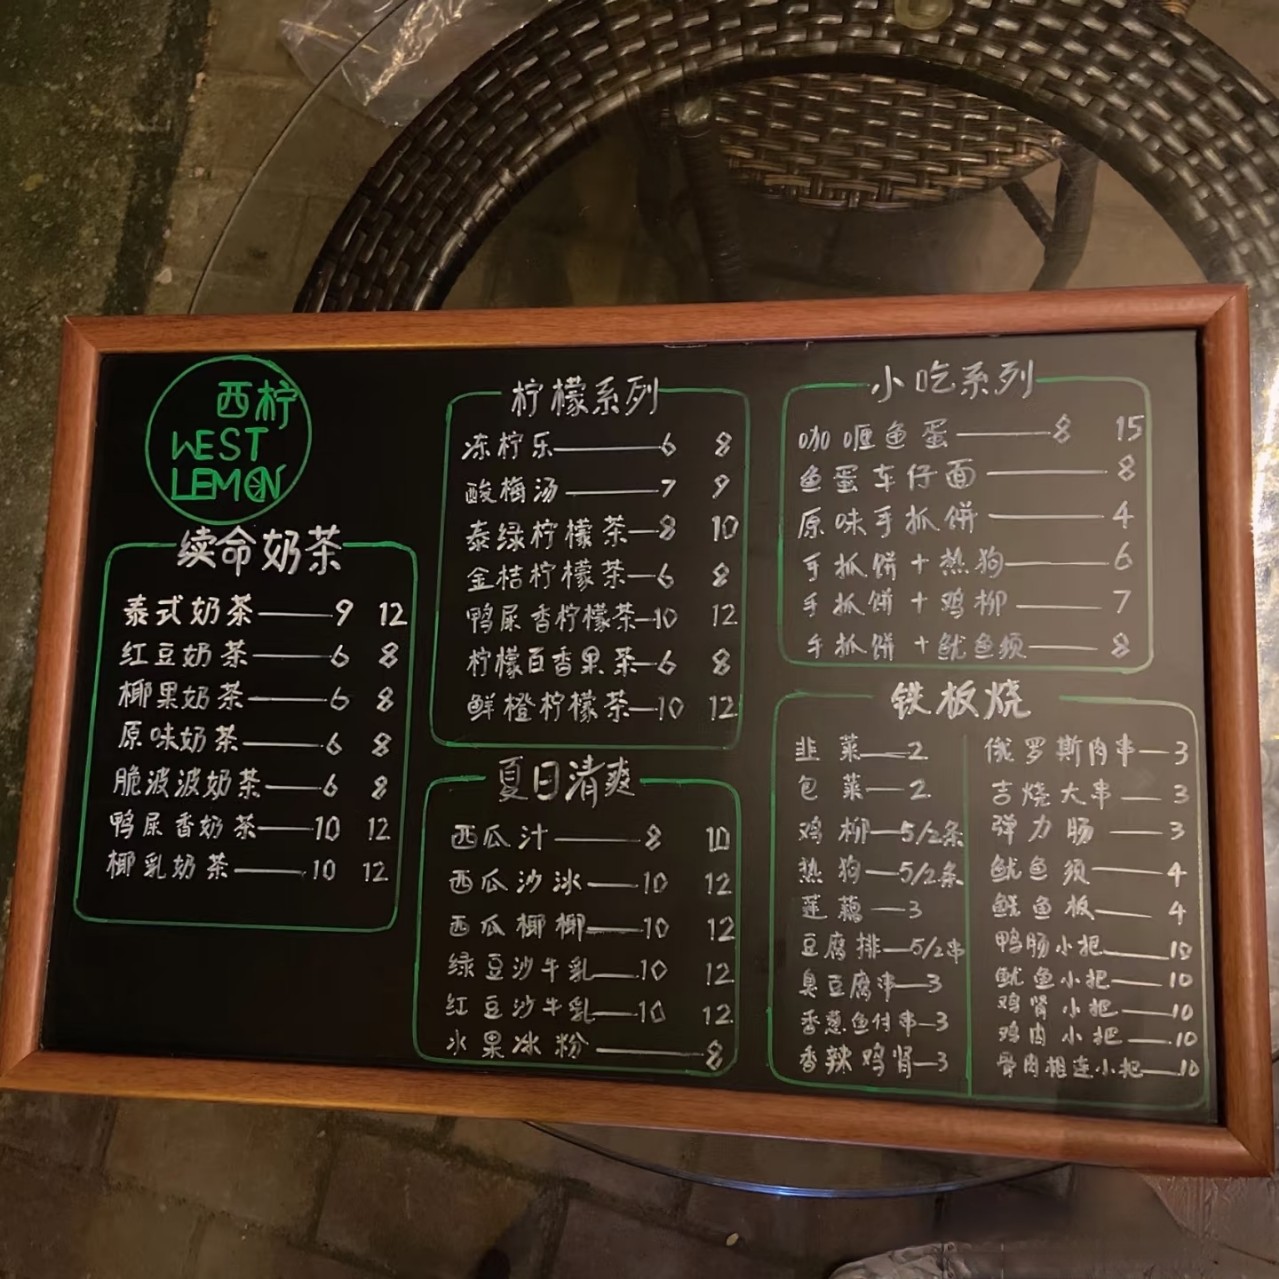 西柠
WEST
LEMON
续命奶茶
泰式奶茶——9 12
红豆奶茶——6 8
椰果奶茶——6 8
原味奶茶——6 8
脆波波奶茶——6 8
鸭屎香奶茶——10 12
椰乳奶茶——10 12
柠檬系列
冻柠乐——6 8
酸梅汤——7 9
泰绿柠檬茶—8 10
金桔柠檬茶—6 8
鸭屎香柠檬茶—10 12
柠檬百香果茶—6 8
鲜橙柠檬茶—10 12
夏日清爽
西瓜汁——8 10
西瓜沙冰——10 12
西瓜椰椰——10 12
绿豆沙牛乳——10 12
红豆沙牛乳——10 12
水果冰粉——8
小吃系列
咖喱鱼蛋——8 15
鱼蛋车仔面——8
原味手抓饼——4
手抓饼+热狗——6
手抓饼+鸡柳——7
手抓饼+鱿鱼须——8
铁板烧
韭菜——2
包菜——2
鸡柳—5/2条
热狗—5/2条
莲藕—3
豆腐排—5/2串
臭豆腐串—3
香葱鱼付串—3
香辣鸡肾—3
俄罗斯肉串—3
吉烧大串——3
弹力肠——3
鱿鱼须——4
鱿鱼板——4
鸭肠小把——10
鱿鱼小把——10
鸡肾小把——10
鸡肉小把——10
骨肉相连小把——10